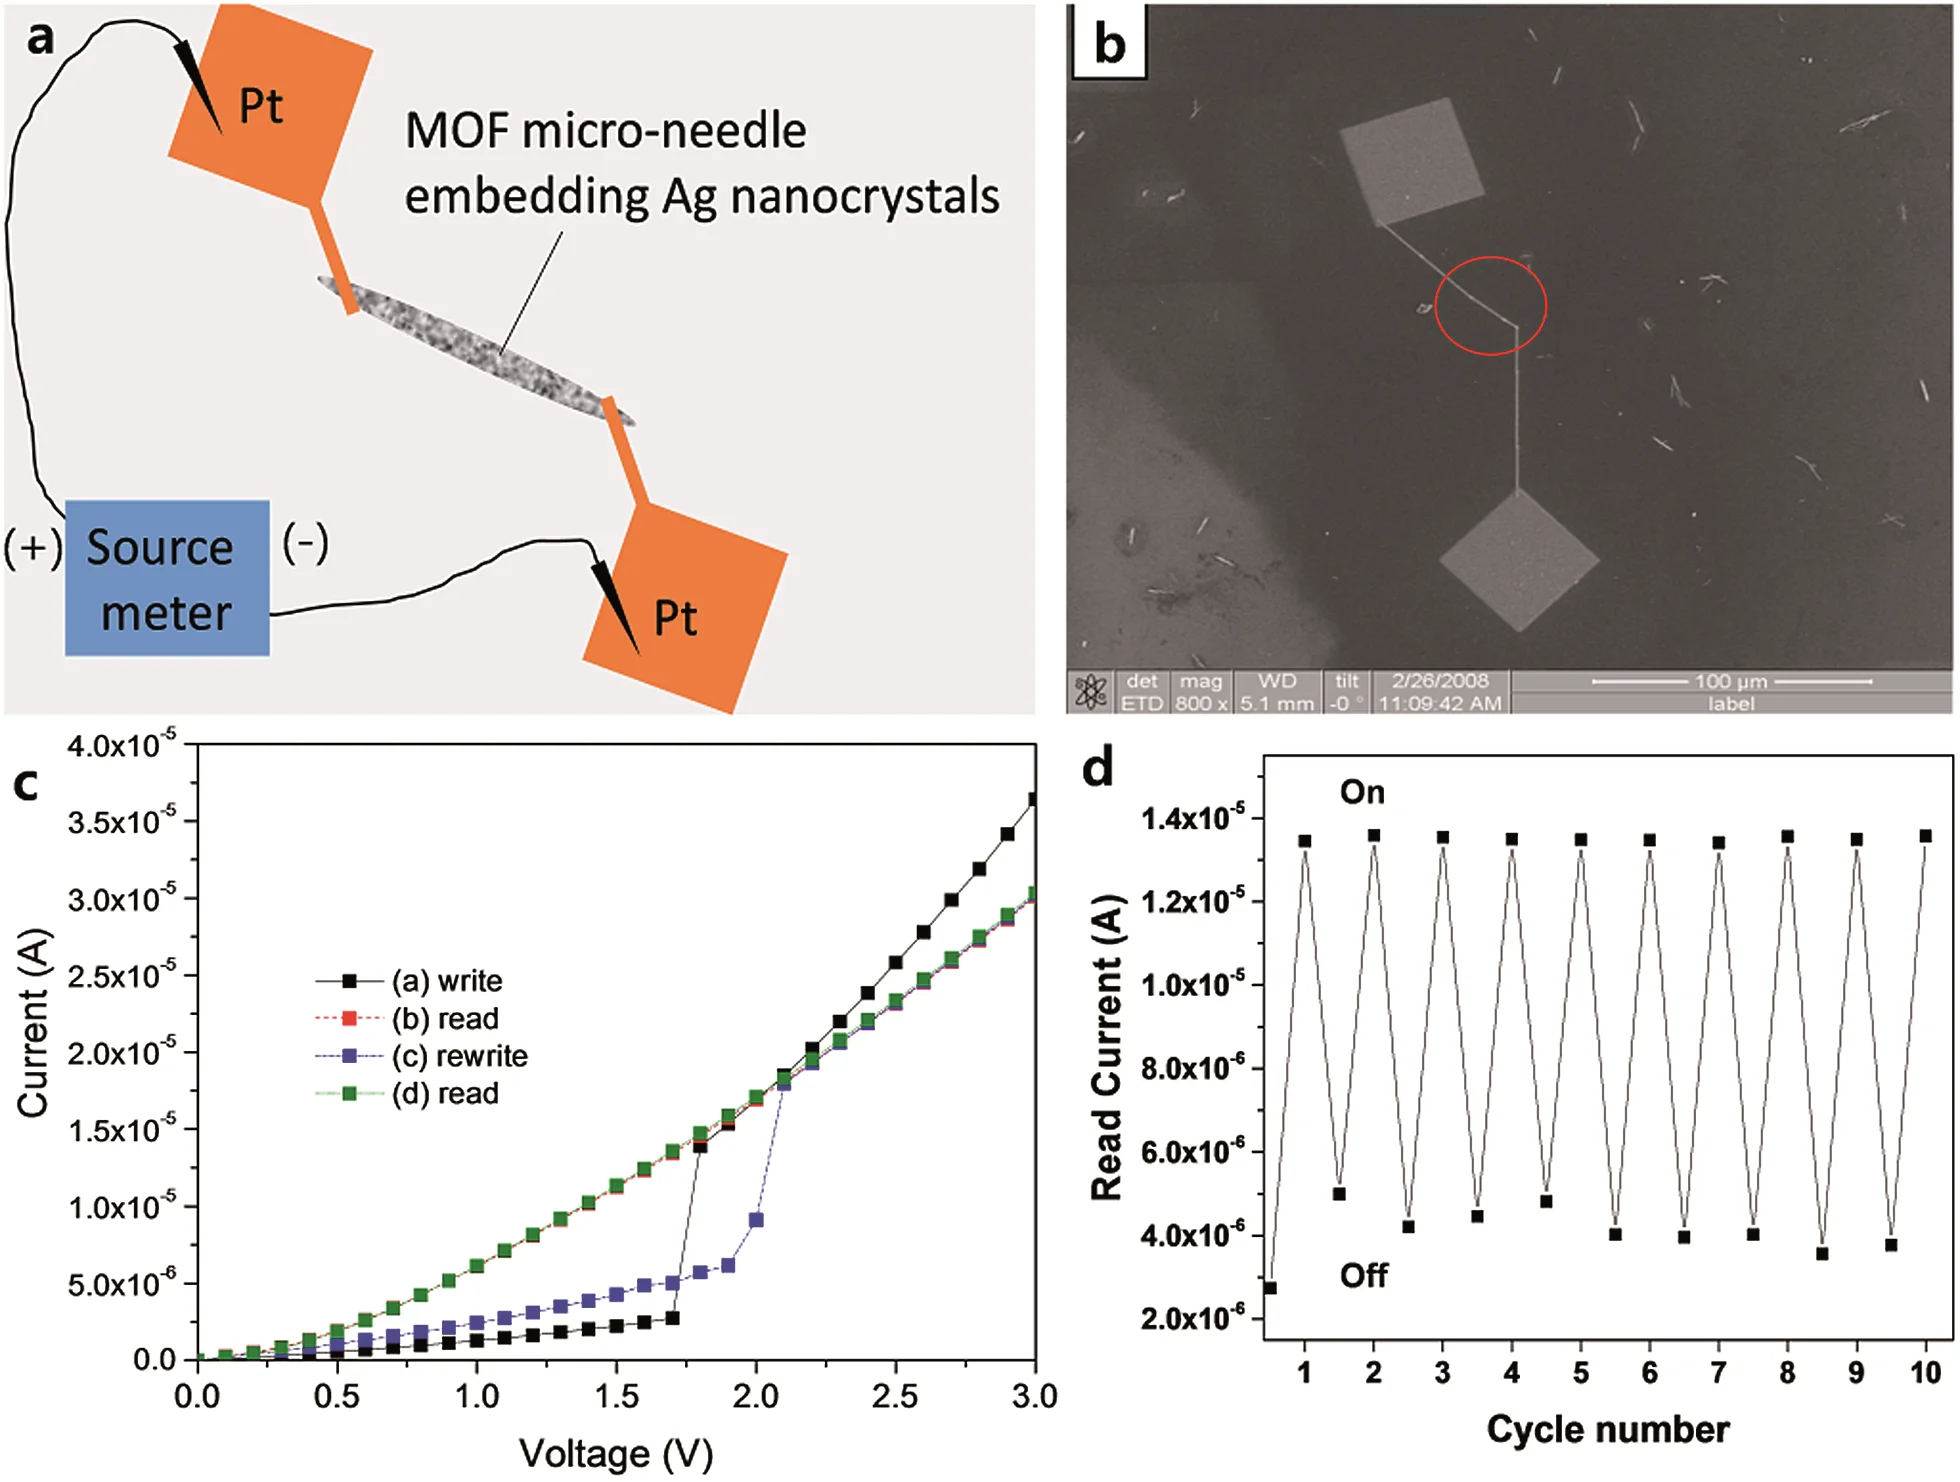 a
Pt
MOF micro-needle
embedding Ag nanocrystals
(+)
Source
meter
(-)
Pt
b
det
mag
WD
tilt
2/26/2008
100 µm
ETD
800 x
5.1 mm
-0 °
11:09:42 AM
label
c
4.0x10⁻⁵
3.5x10⁻⁵
3.0x10⁻⁵
2.5x10⁻⁵
2.0x10⁻⁵
1.5x10⁻⁵
1.0x10⁻⁵
5.0x10⁻⁶
0.0
Current (A)
(a) write
(b) read
(c) rewrite
(d) read
0.0 0.5 1.0 1.5 2.0 2.5 3.0
Voltage (V)
d
1.4x10⁻⁵
1.2x10⁻⁵
1.0x10⁻⁵
8.0x10⁻⁶
6.0x10⁻⁶
4.0x10⁻⁶
2.0x10⁻⁶
Read Current (A)
On
Off
1 2 3 4 5 6 7 8 9 10
Cycle number